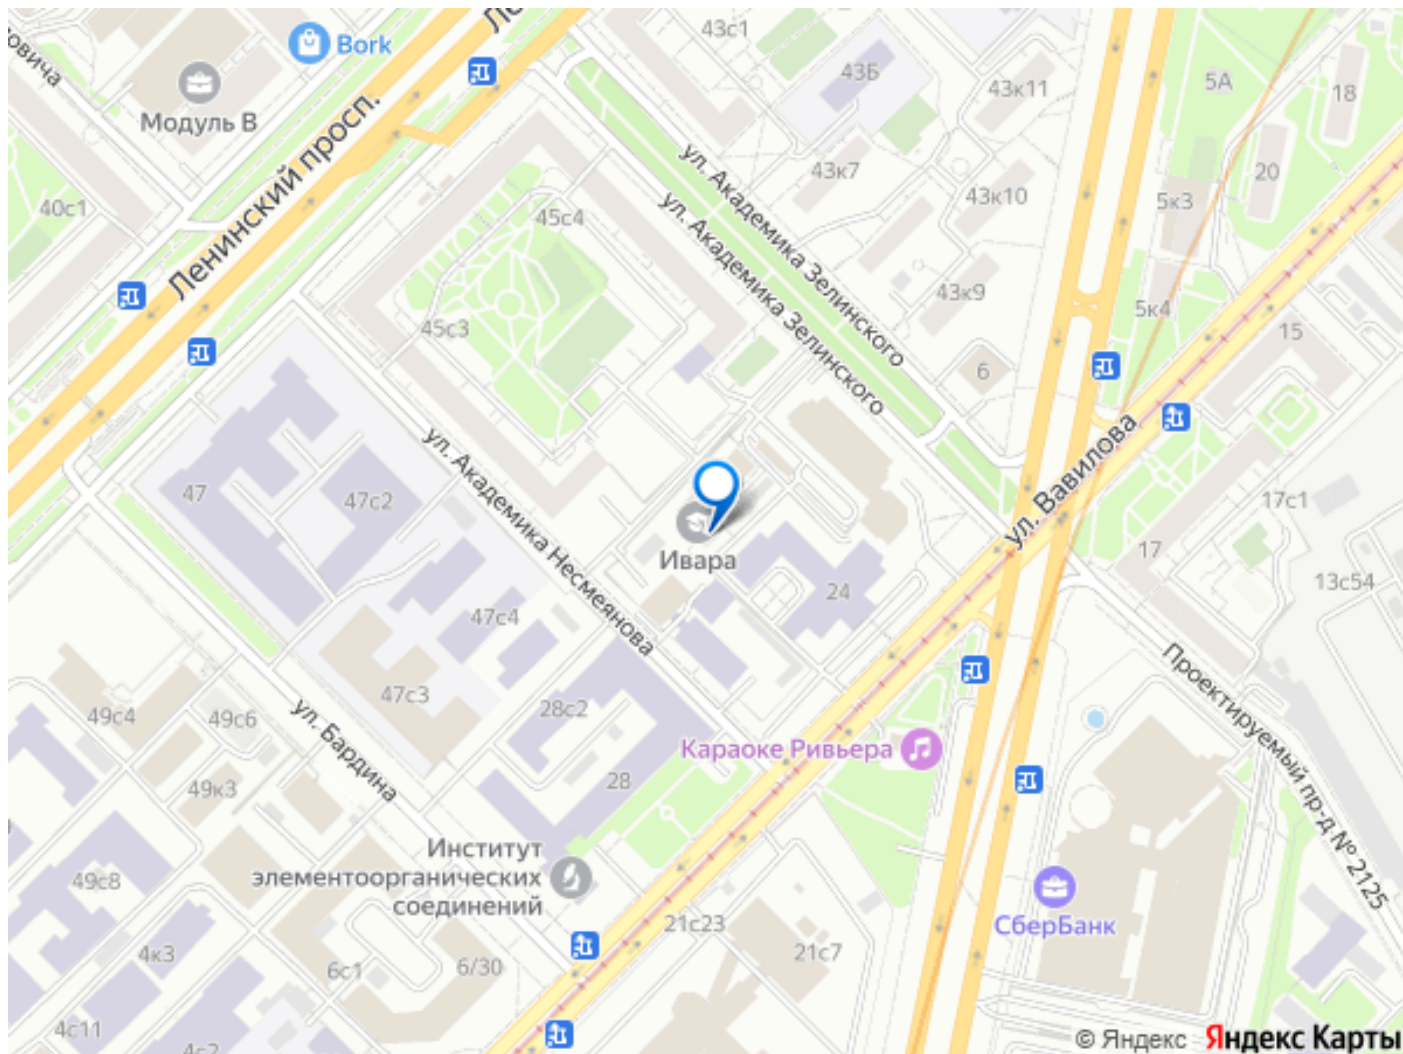 43с1
Bork
43Б
5А
18
Модуль В
43к11
Ленинский просп.
ул. Академика Зелинского
43к7
20
40с1
45с4
ул. Академика Зелинского
43к10
5к3
43к9
5к4
45с3
15
6
ул. Вавилова
47
47с2
ул. Академика Несмеянова
17с1
Ивара
17
24
13с54
47с4
Проектируемый пр-д № 2125
47с3
49с4
49с6
ул. Бардина
28с2
Караоке Ривьера
49к3
28
Институт
элементоорганических
соединений
49с8
СберБанк
21с23
21с7
4к3
6с1
6/30
4с11
© Яндекс Яндекс Карты